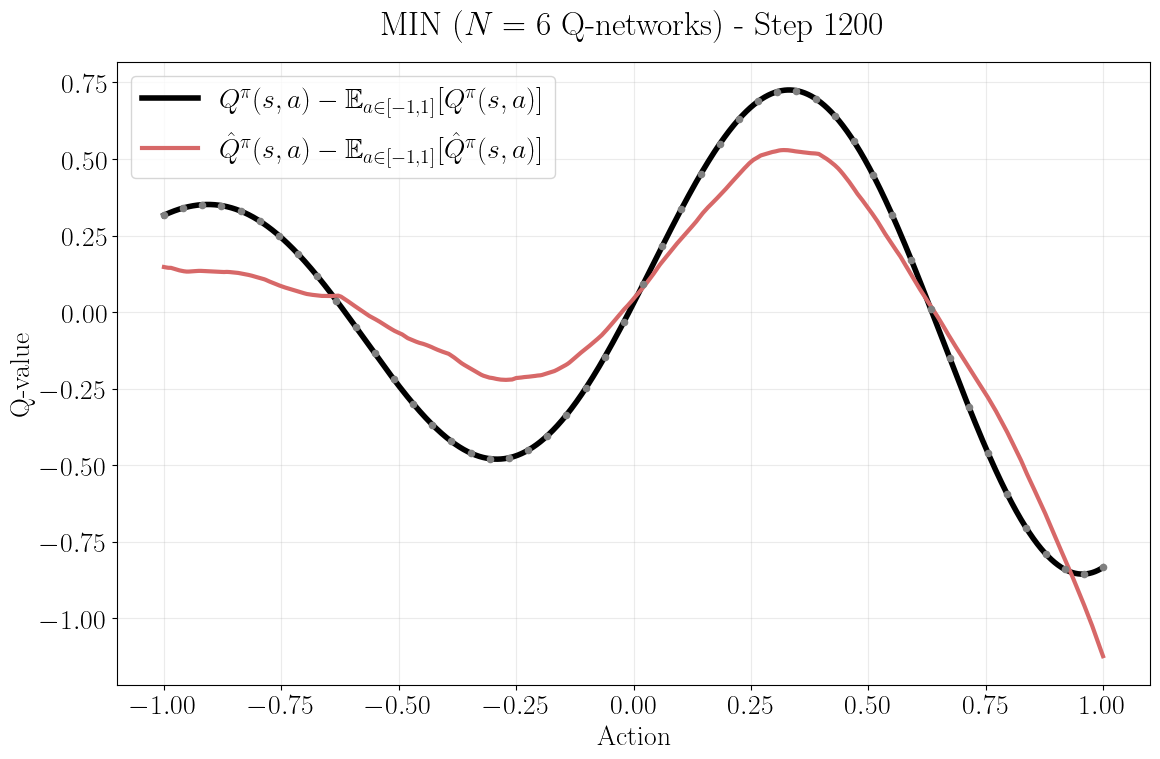 MIN (N = 6 Q-networks) - Step 1200
Q^π(s, a) − 𝔼_{a∈[−1,1]}[Q^π(s, a)]
Q̂^π(s, a) − 𝔼_{a∈[−1,1]}[Q̂^π(s, a)]
0.75
0.50
0.25
0.00
−0.25
−0.50
−0.75
−1.00
Q-value
−1.00 −0.75 −0.50 −0.25 0.00 0.25 0.50 0.75 1.00
Action